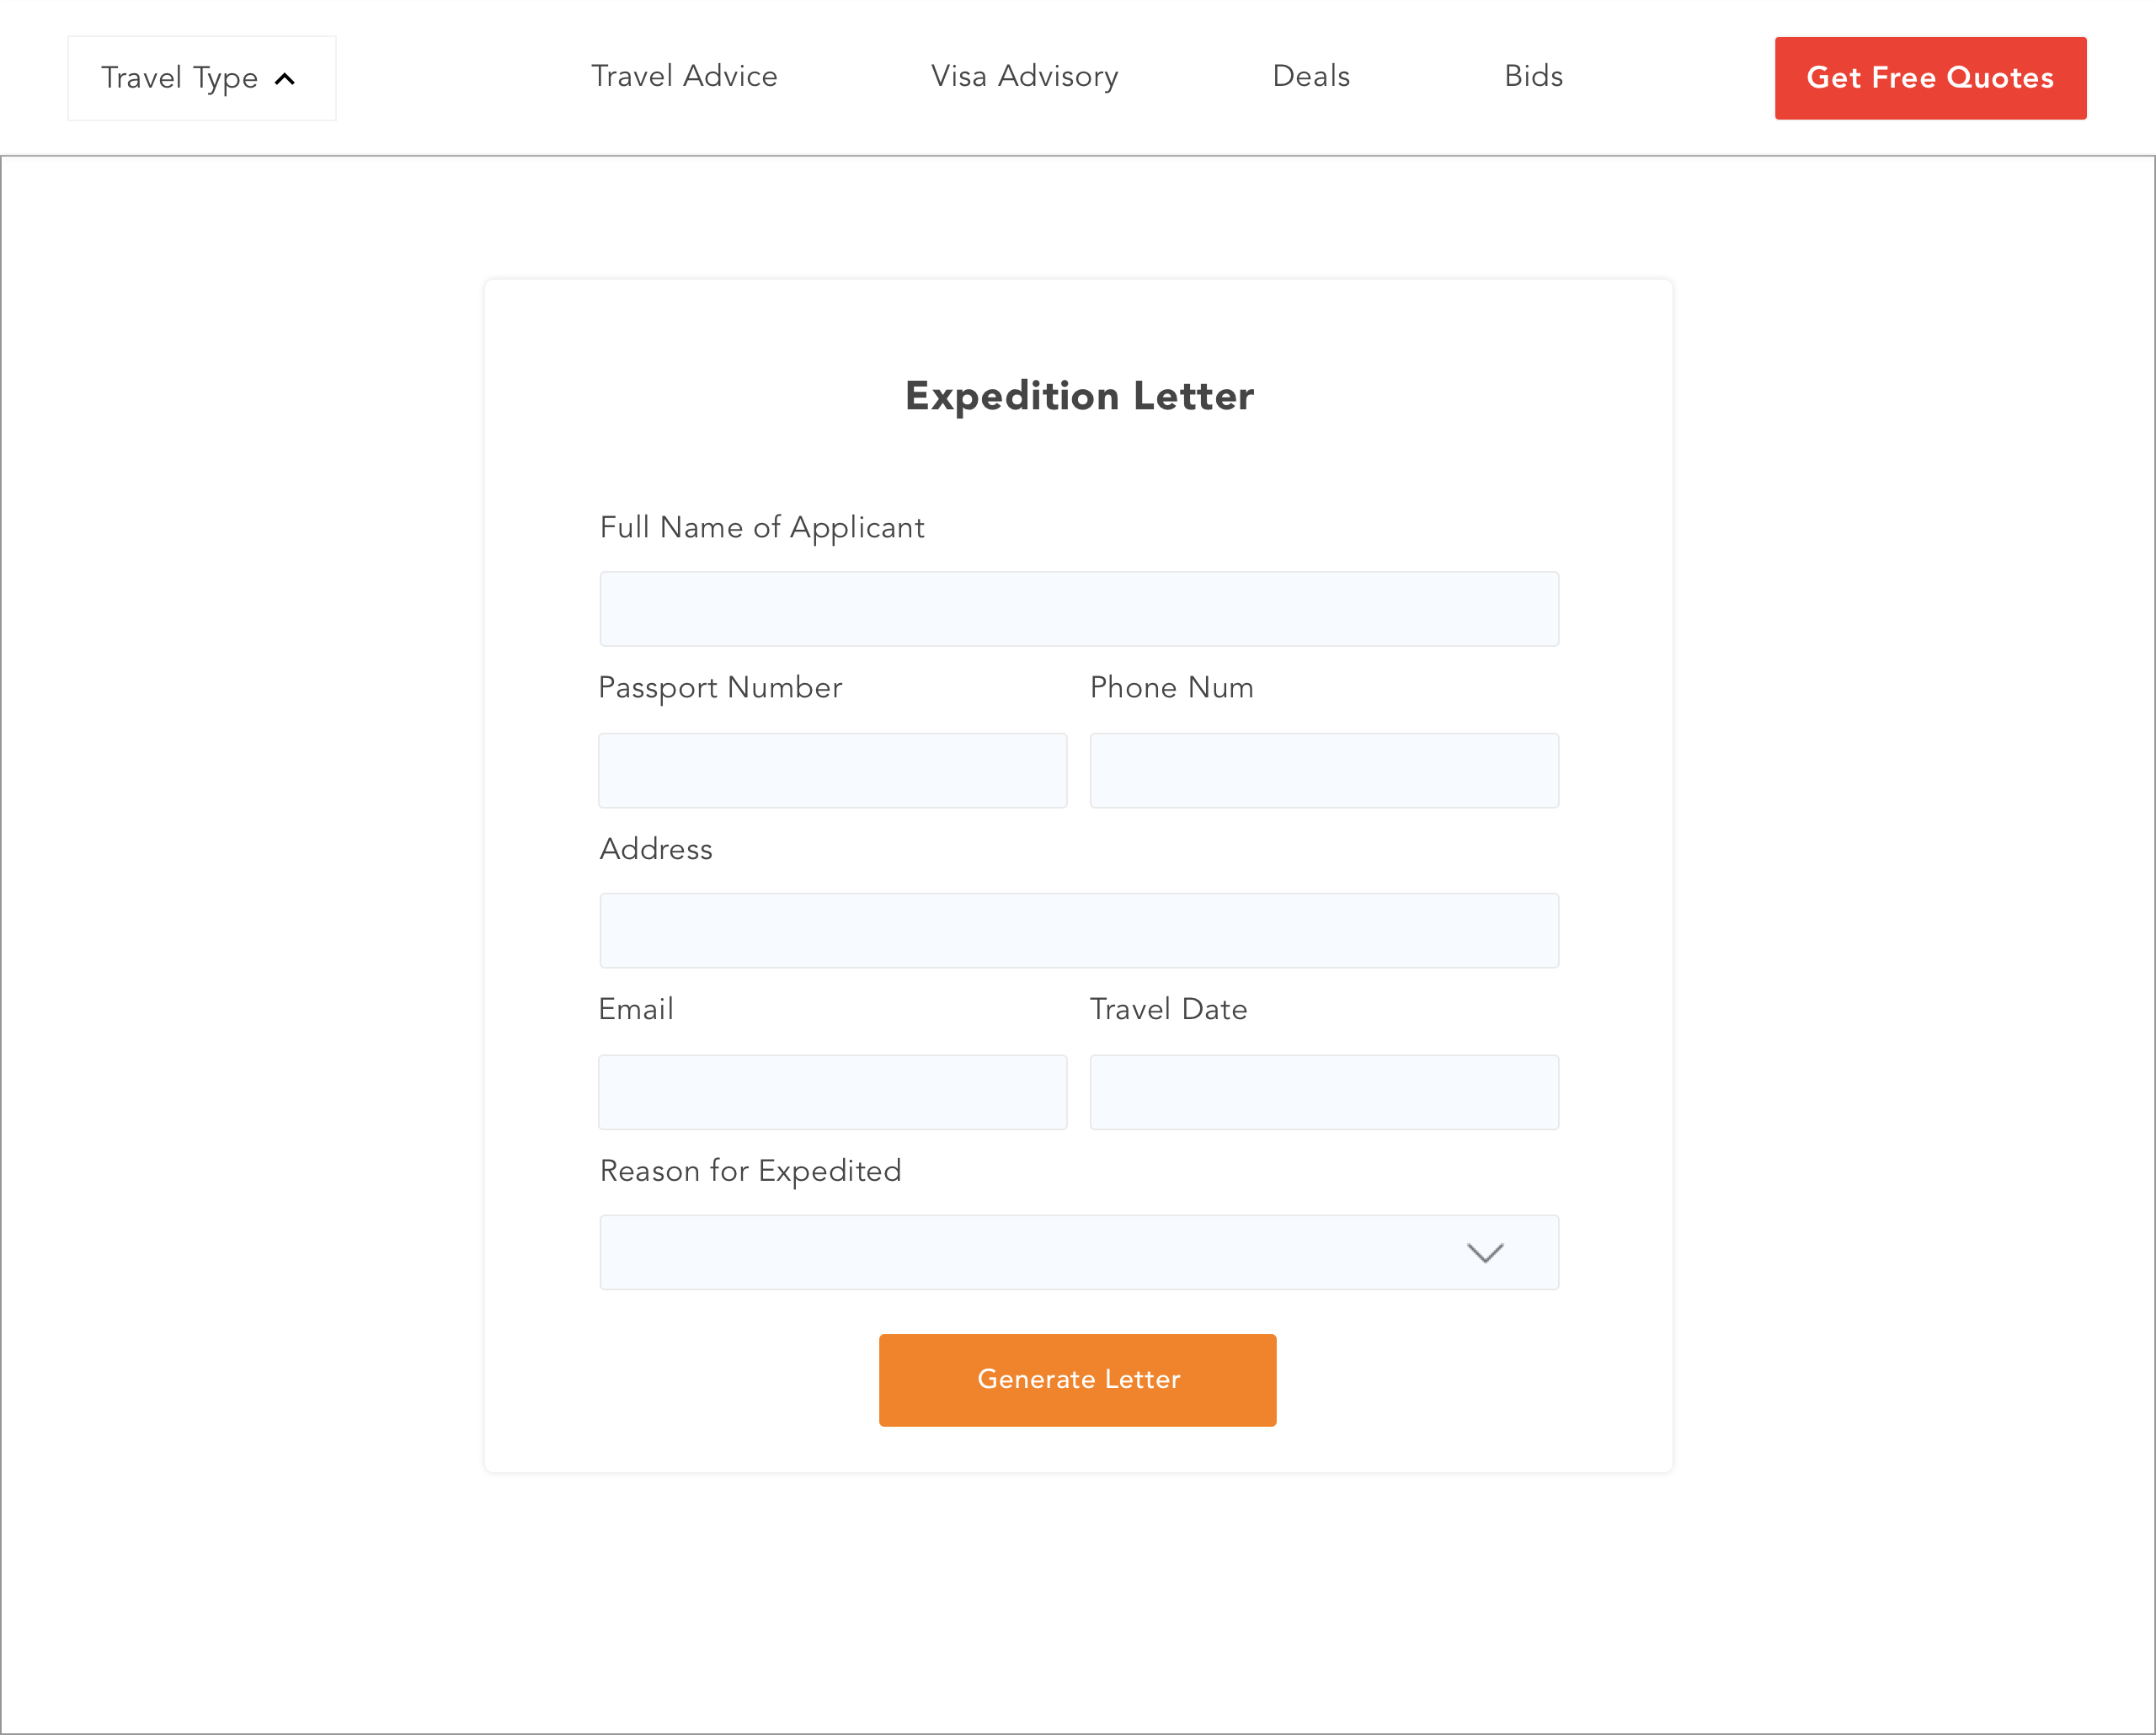 Travel Type
Travel Advice
Visa Advisory
Deals
Bids
Get Free Quotes
Expedition Letter
Full Name of Applicant
Passport Number
Phone Num
Address
Email
Travel Date
Reason for Expedited
Generate Letter